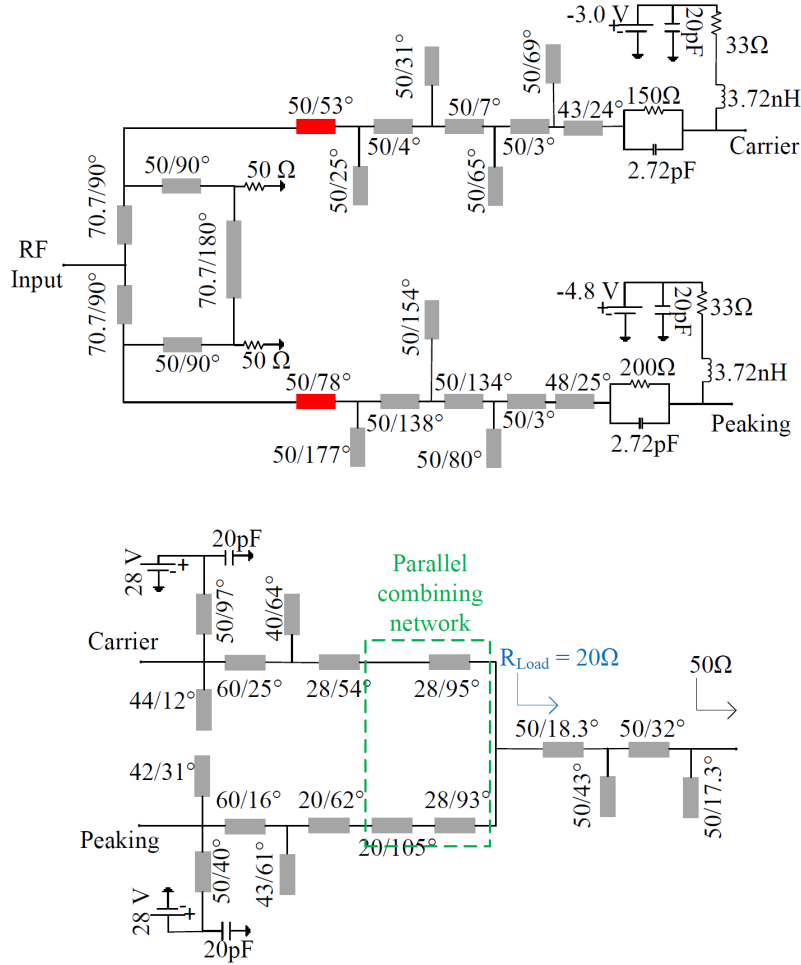 -3.0 V
+
-
20pF
33Ω
3.72nH
50/31°
50/69°
50/53°
50/7°
43/24°
150Ω
Carrier
50/4°
50/3°
2.72pF
50/25°
50/65°
50/90°
50 Ω
70.7/90°
70.7/180°
RF
Input
70.7/90°
50/90°
50 Ω
-4.8 V
+
-
20pF
33Ω
3.72nH
50/154°
50/78°
50/134°
48/25°
200Ω
Peaking
50/138°
50/3°
2.72pF
50/177°
50/80°
20pF
28 V
-
+
50/97°
40/64°
Parallel
combining
network
Carrier
RLoad = 20Ω
50Ω
60/25°
28/54°
28/95°
44/12°
50/18.3°
50/32°
42/31°
50/43°
50/17.3°
60/16°
20/62°
28/93°
Peaking
20/105°
50/40°
43/61°
28 V
-
+
20pF